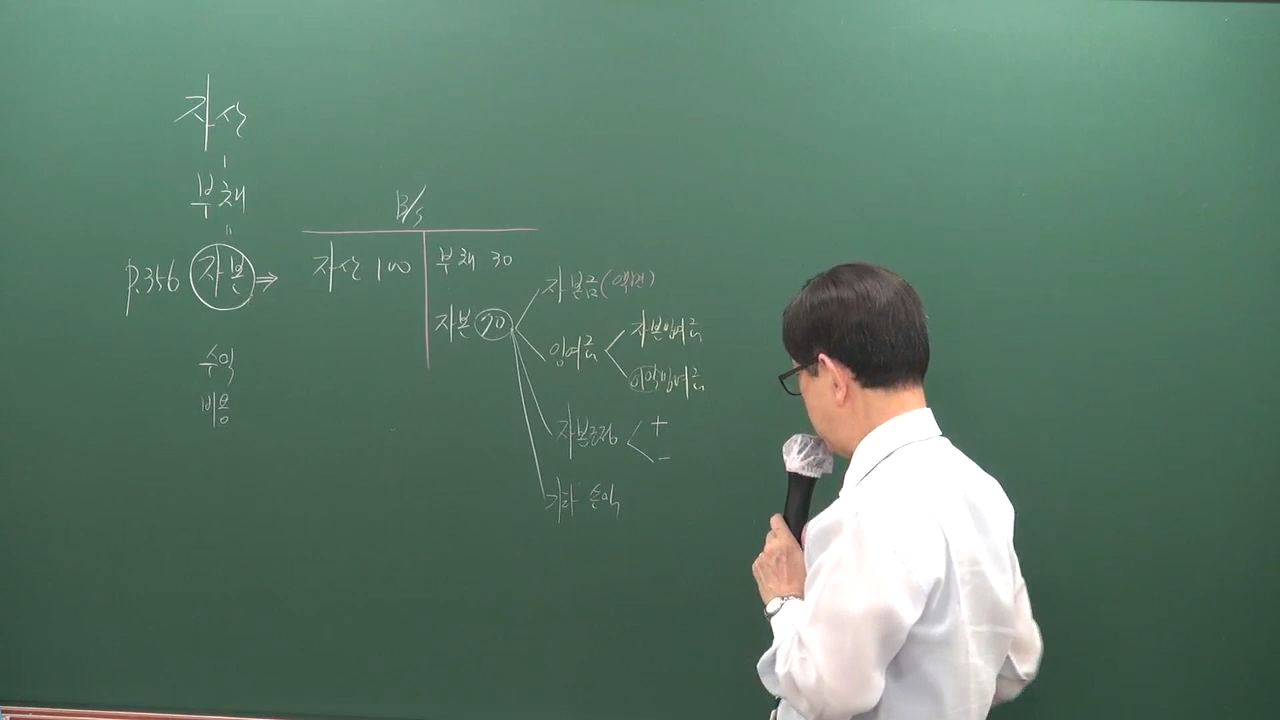 자산
-
부채
=
p.356 자본 ⇒
수익
비용
B/S
자산 100 부채 30
자본 70
자본금(액면)
잉여금
자본잉여금
이익잉여금
자본조정
+
-
기타 손익